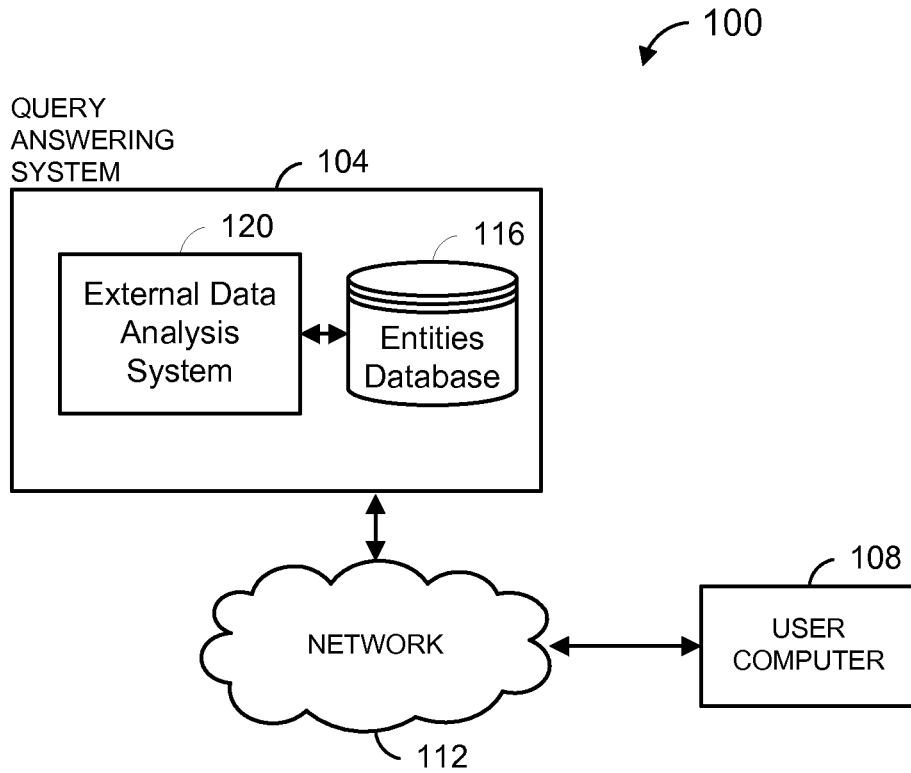 100
QUERY
ANSWERING
SYSTEM
104
120
116
External Data
Analysis
System
Entities
Database
108
NETWORK
USER
COMPUTER
112